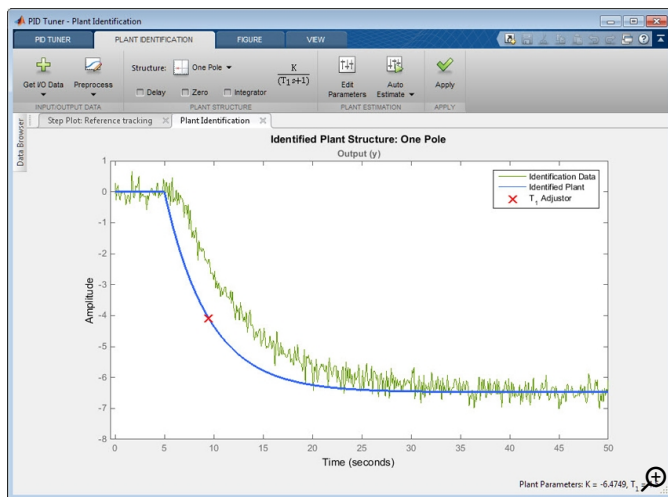 PID Tuner - Plant Identification
PID TUNER PLANT IDENTIFICATION FIGURE VIEW
Get I/O Data Preprocess Structure: One Pole K Edit Parameters Auto Estimate Apply
(T₁s+1)
Delay Zero Integrator
INPUT/OUTPUT DATA PLANT STRUCTURE PLANT ESTIMATION APPLY
Data Browser
Step Plot: Reference tracking Plant Identification
Identified Plant Structure: One Pole
Output (y)
Identification Data
Identified Plant
T₁ Adjustor
Amplitude
1
0
-1
-2
-3
-4
-5
-6
-7
-8
0 5 10 15 20 25 30 35 40 45 50
Time (seconds)
Plant Parameters: K = -6.4749, T₁